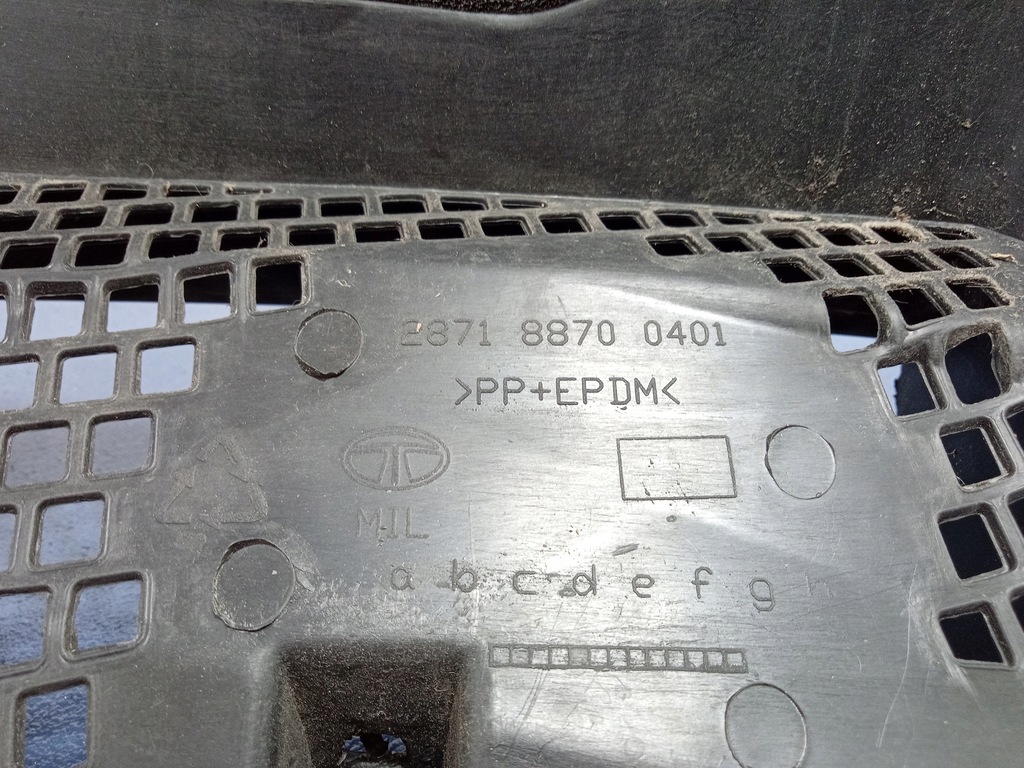 2871 8870 0401
>PP+EPDM<
MIL
a b c d e f g